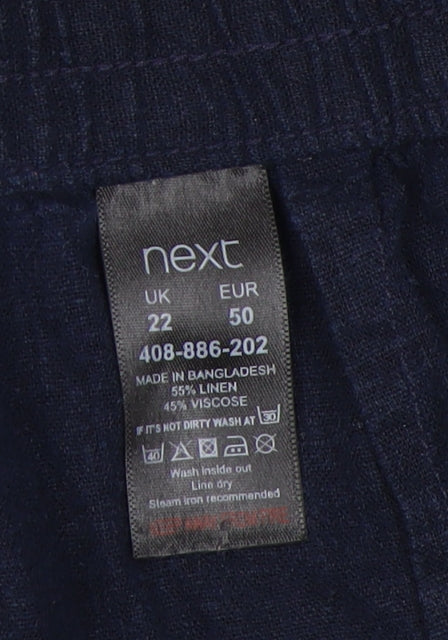 next
UK EUR
22 50
408-886-202
MADE IN BANGLADESH
55% LINEN
45% VISCOSE
IF IT'S NOT DIRTY WASH AT 30
40
Wash inside out
Line dry
Steam iron recommended